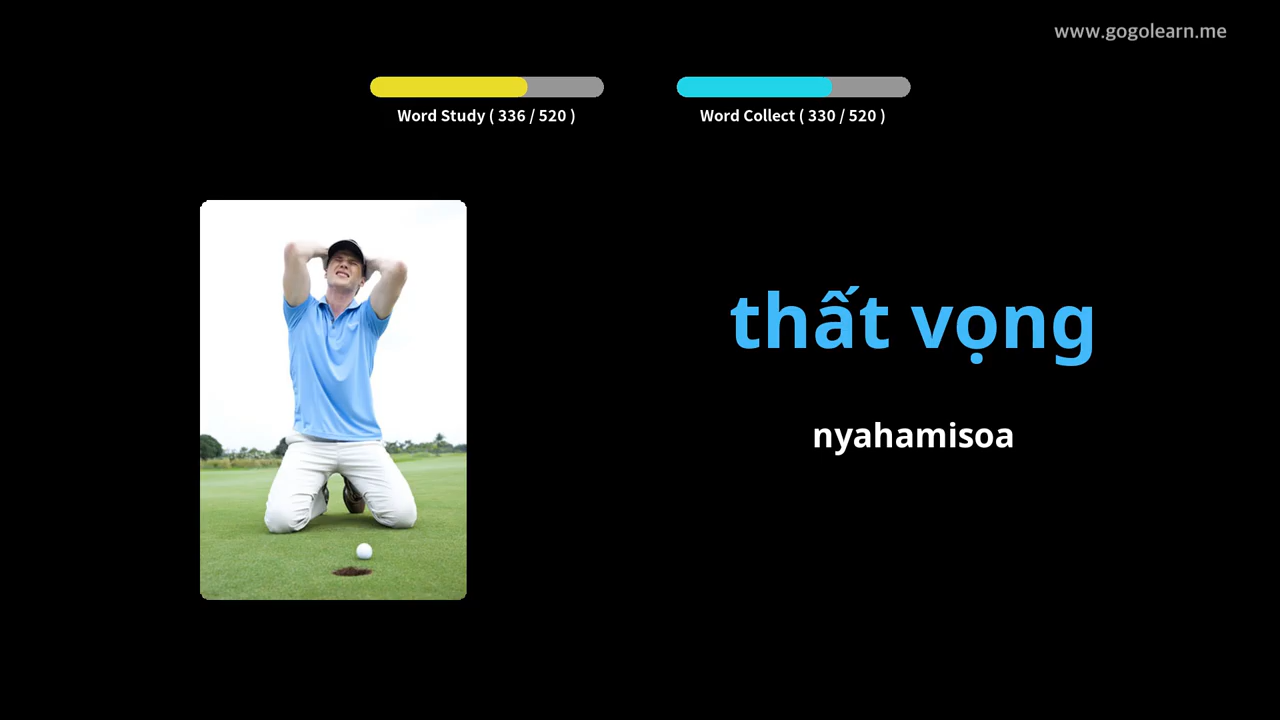 www.gogolearn.me
Word Study ( 336 / 520 )
Word Collect ( 330 / 520 )
thất vọng
nyahamisoa